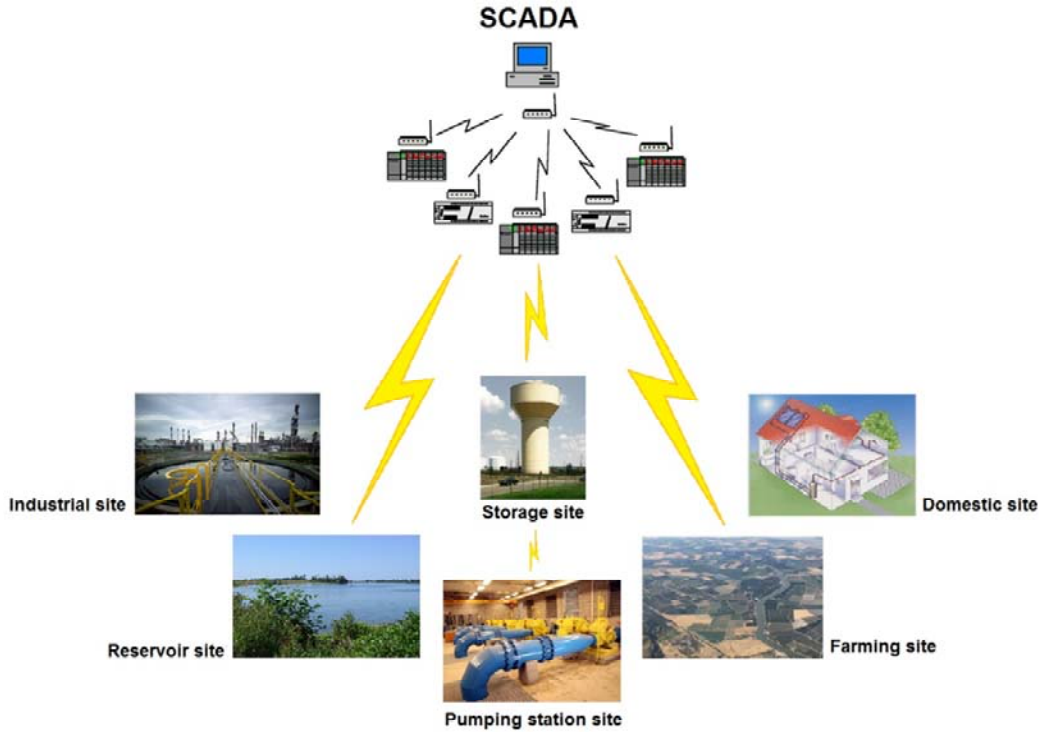 SCADA
Industrial site
Storage site
Domestic site
Reservoir site
Farming site
Pumping station site